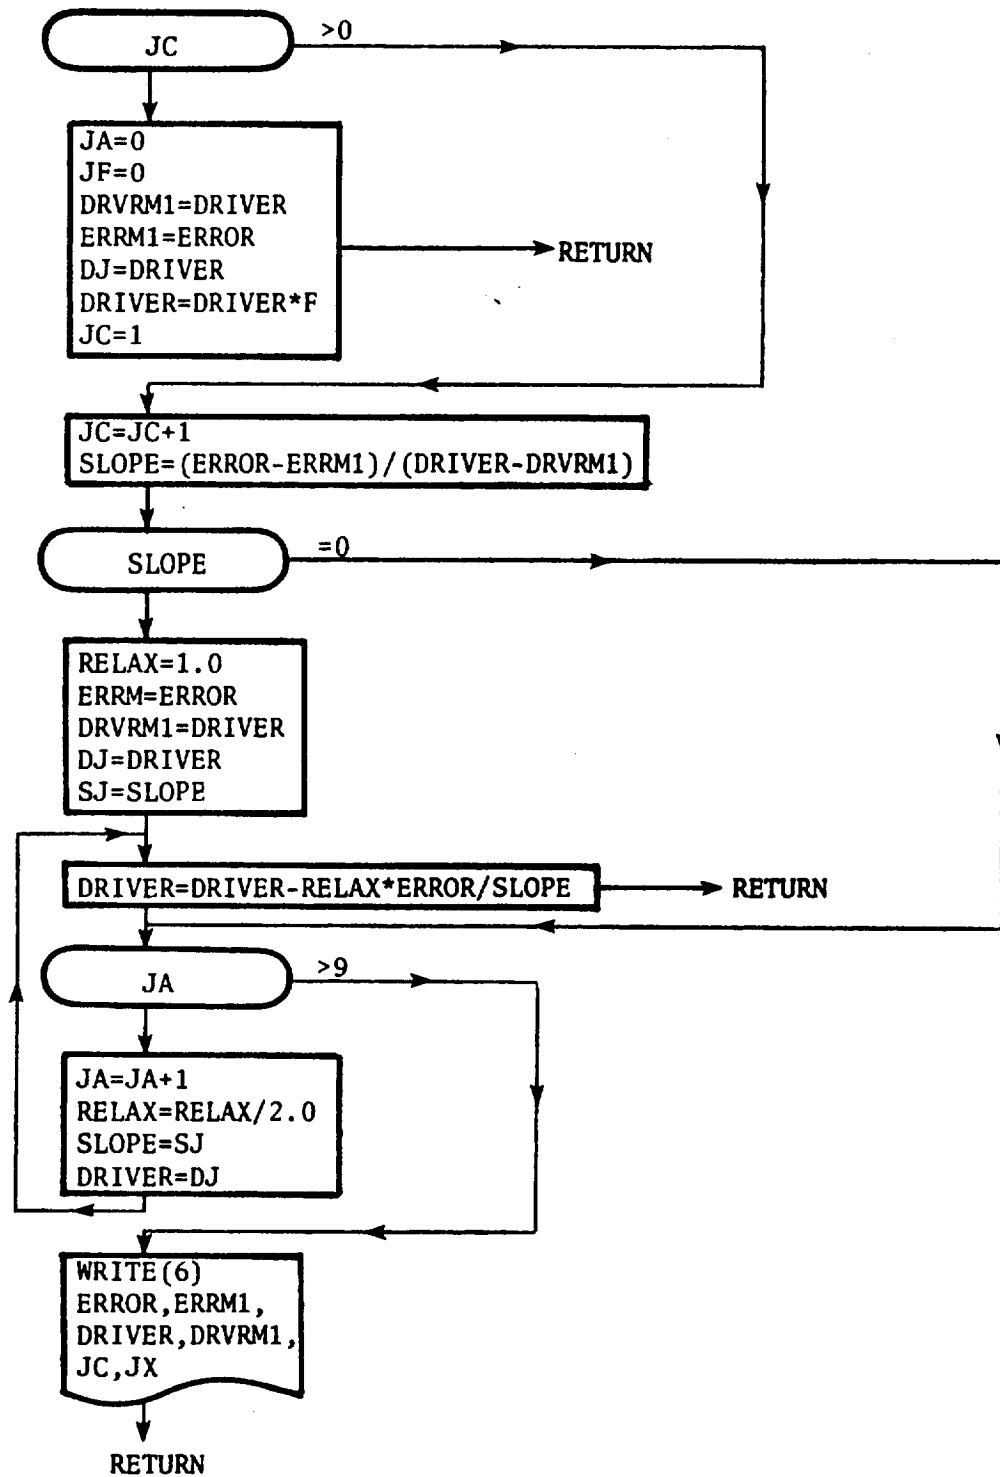 JC
>0
JA=0
JF=0
DRVRM1=DRIVER
ERRM1=ERROR
DJ=DRIVER
DRIVER=DRIVER*F
JC=1
RETURN
JC=JC+1
SLOPE=(ERROR-ERRM1)/(DRIVER-DRVRM1)
SLOPE
=0
RELAX=1.0
ERRM=ERROR
DRVRM1=DRIVER
DJ=DRIVER
SJ=SLOPE
DRIVER=DRIVER-RELAX*ERROR/SLOPE
RETURN
JA
>9
JA=JA+1
RELAX=RELAX/2.0
SLOPE=SJ
DRIVER=DJ
WRITE(6)
ERROR,ERRM1,
DRIVER,DRVRM1,
JC,JX
RETURN